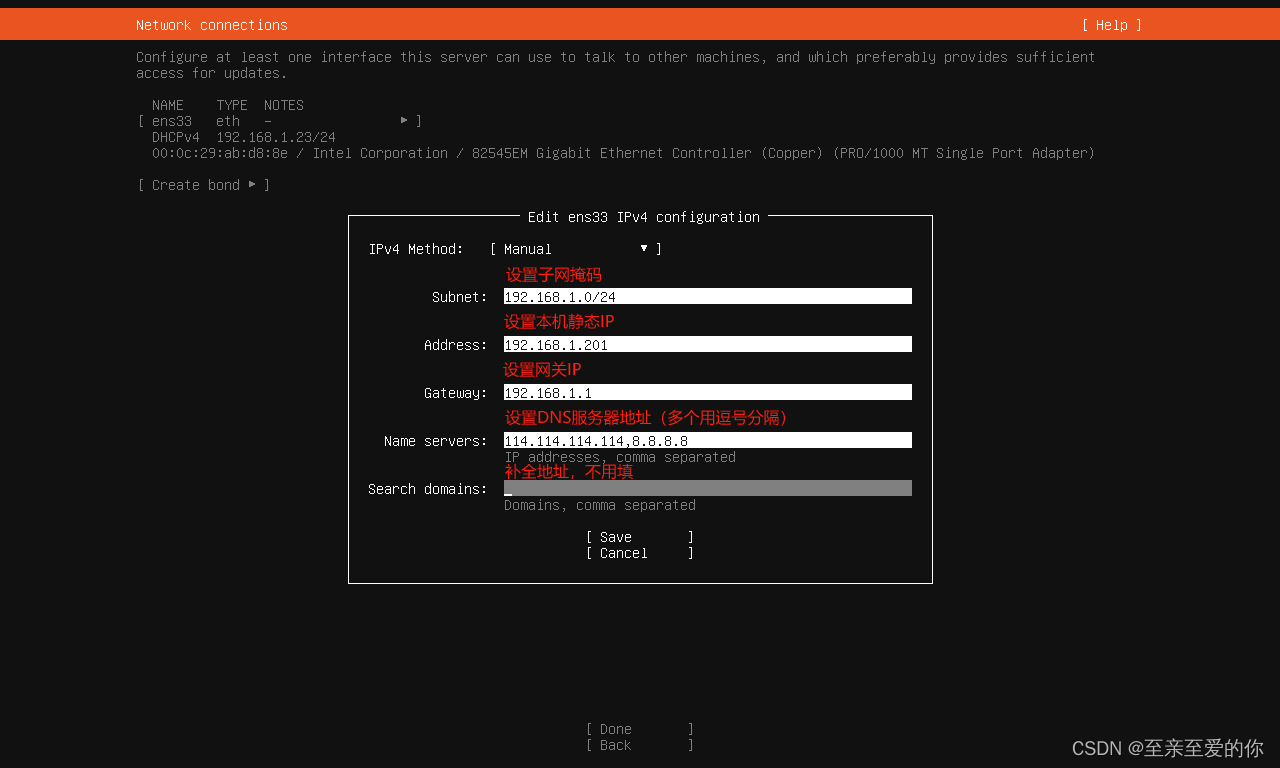 Network connections [ Help ]
Configure at least one interface this server can use to talk to other machines, and which preferably provides sufficient
access for updates.
NAME TYPE NOTES
[ ens33 eth – ▸ ]
DHCPv4 192.168.1.23/24
00:0c:29:ab:d8:8e / Intel Corporation / 82545EM Gigabit Ethernet Controller (Copper) (PRO/1000 MT Single Port Adapter)
[ Create bond ▸ ]
Edit ens33 IPv4 configuration
IPv4 Method: [ Manual ▾ ]
设置子网掩码
Subnet: 192.168.1.0/24
设置本机静态IP
Address: 192.168.1.201
设置网关IP
Gateway: 192.168.1.1
设置DNS服务器地址（多个用逗号分隔）
Name servers: 114.114.114.114,8.8.8.8
IP addresses, comma separated
补全地址，不用填
Search domains:
Domains, comma separated
[ Save ]
[ Cancel ]
[ Done ]
[ Back ]
CSDN @至亲至爱的你